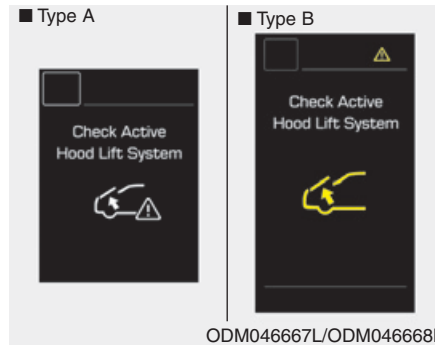 ■ Type A
■ Type B
Check Active
Hood Lift System
Check Active
Hood Lift System
ODM046667L/ODM046668L